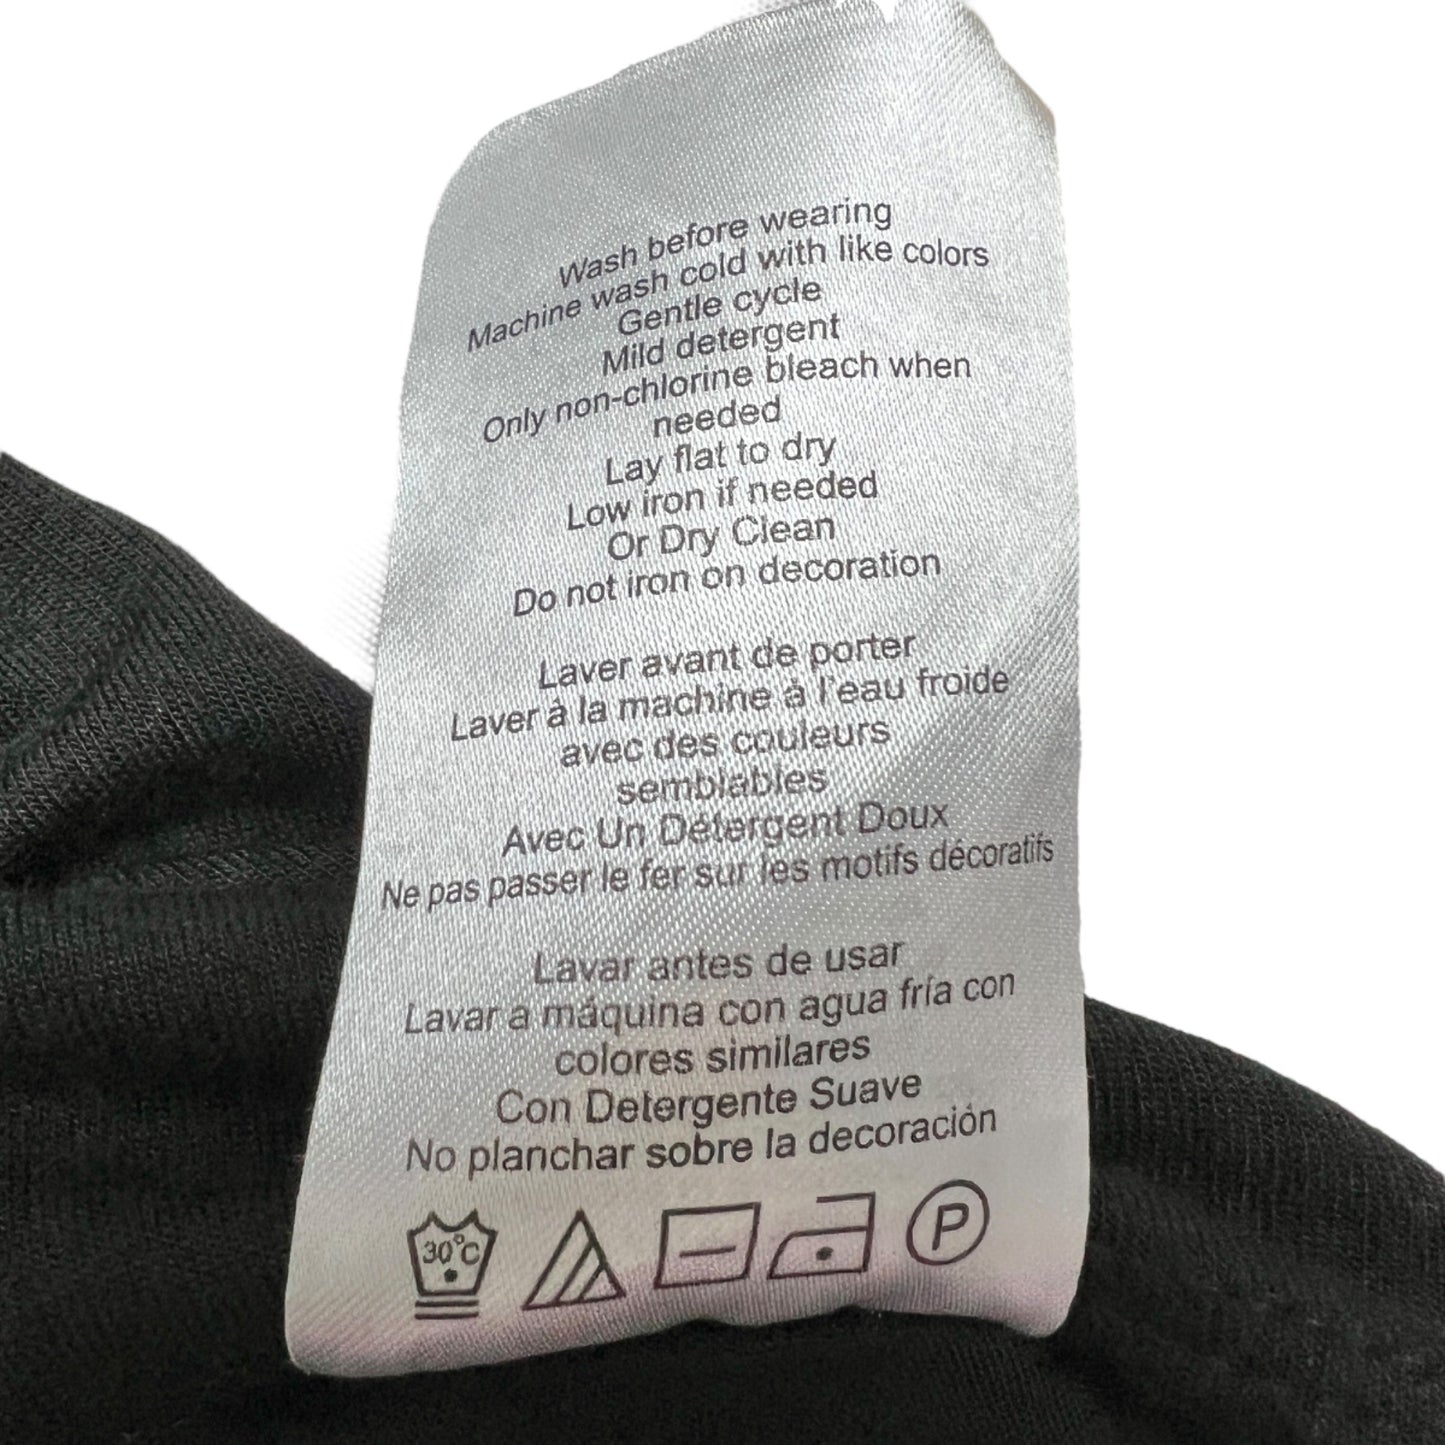 Wash before wearing
Machine wash cold with like colors
Gentle cycle
Mild detergent
Only non-chlorine bleach when
needed
Lay flat to dry
Low iron if needed
Or Dry Clean
Do not iron on decoration
Laver avant de porter
Laver à la machine à l'eau froide
avec des couleurs
semblables
Avec Un Détergent Doux
Ne pas passer le fer sur les motifs décoratifs
Lavar antes de usar
Lavar a máquina con agua fría con
colores similares
Con Detergente Suave
No planchar sobre la decoración
30°C P